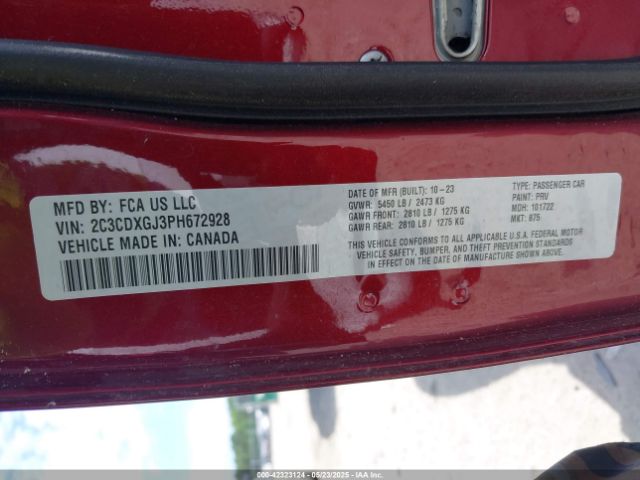 MFD BY: FCA US LLC
VIN: 2C3CDXGJ3PH672928
VEHICLE MADE IN: CANADA
DATE OF MFR (BUILT): 10-23
GVWR: 5450 LB / 2473 KG
GAWR FRONT: 2810 LB / 1275 KG
GAWR REAR: 2810 LB / 1275 KG
TYPE: PASSENGER CAR
PAINT: PRV
MDH: 101722
MKT: 875
THIS VEHICLE CONFORMS TO ALL APPLICABLE U.S.A. FEDERAL MOTOR
VEHICLE SAFETY, BUMPER, AND THEFT PREVENTION
STANDARDS IN EFFECT ON THE DATE OF MANUFACTURE SHOWN ABOVE.
IAA OWNER - 42323124 - 05/23/2025 - IAAI.COM